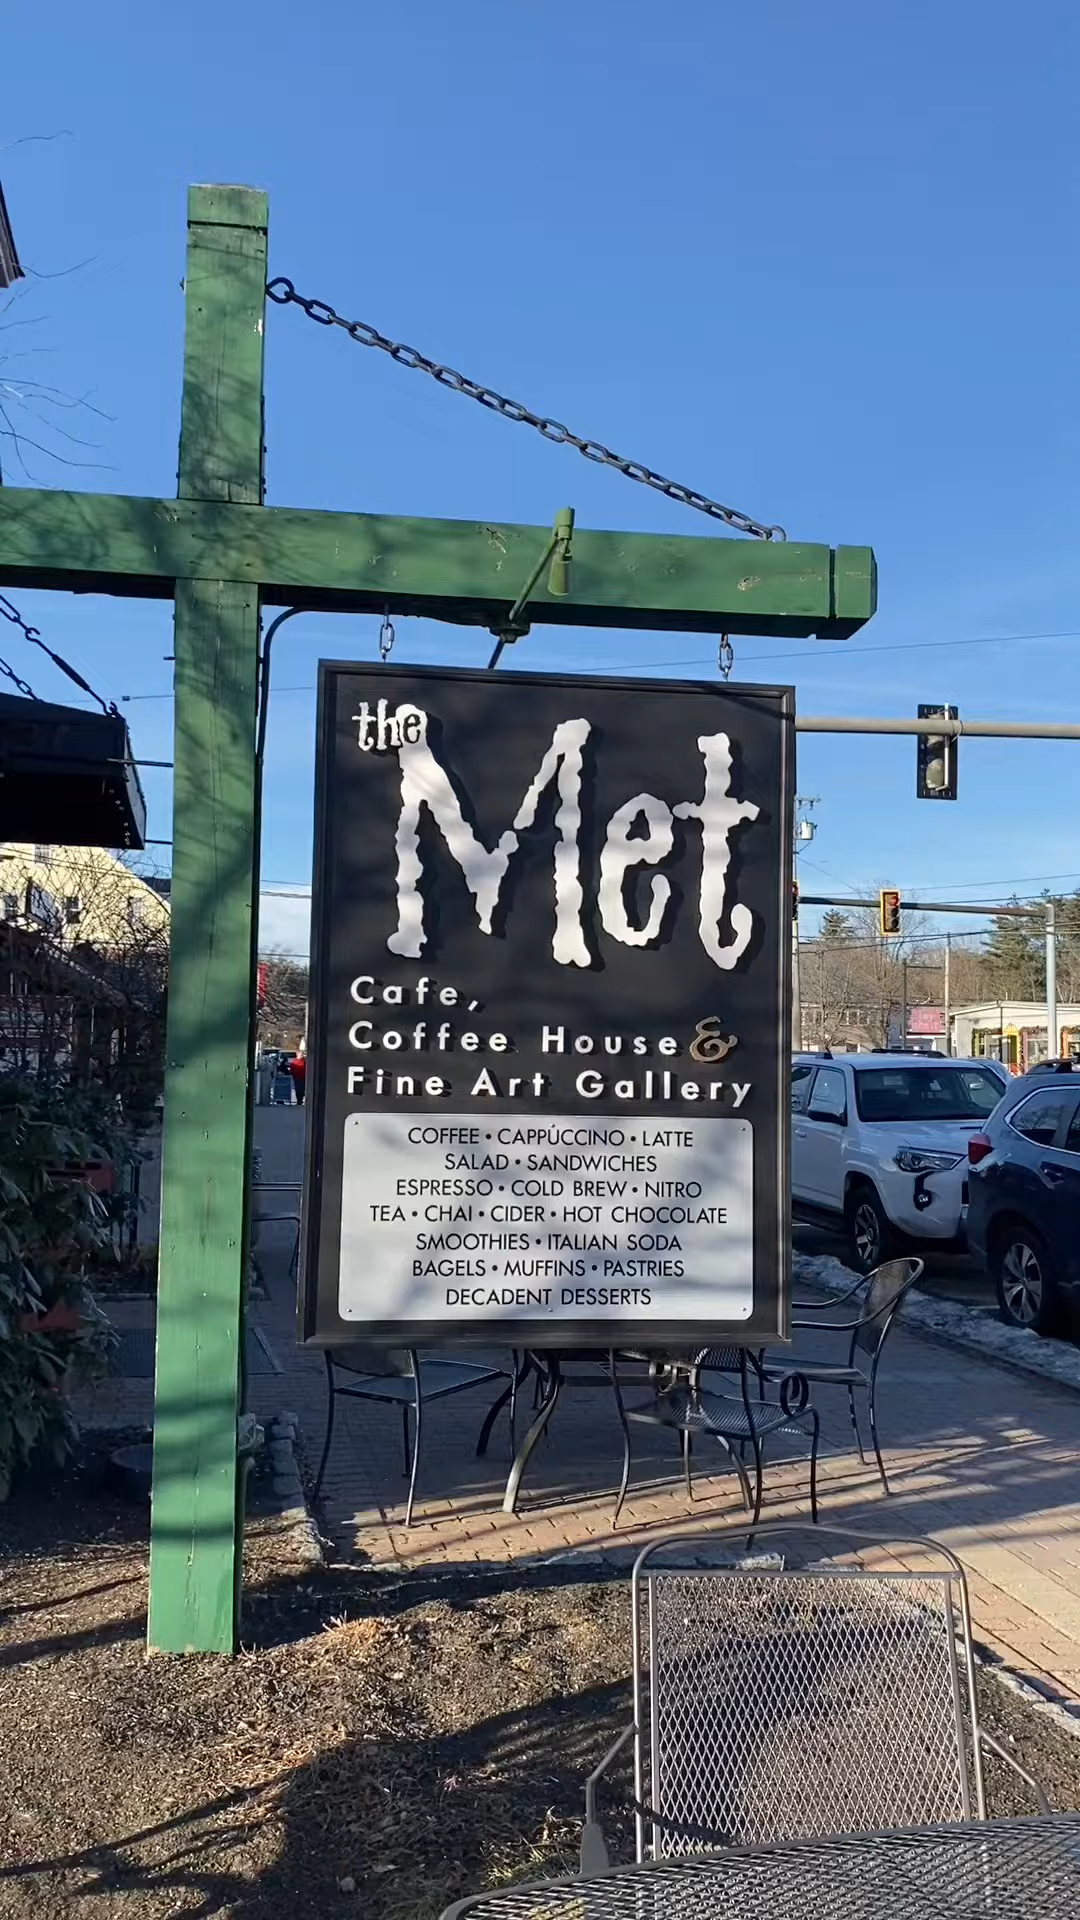 the
Met
Cafe,
Coffee House &
Fine Art Gallery
COFFEE • CAPPUCCINO • LATTE
SALAD • SANDWICHES
ESPRESSO • COLD BREW • NITRO
TEA • CHAI • CIDER • HOT CHOCOLATE
SMOOTHIES • ITALIAN SODA
BAGELS • MUFFINS • PASTRIES
DECADENT DESSERTS